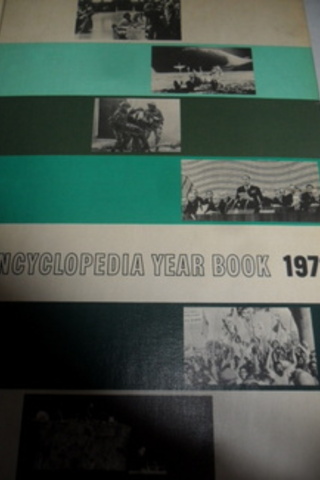 NCYCLOPEDIA YEAR BOOK 197